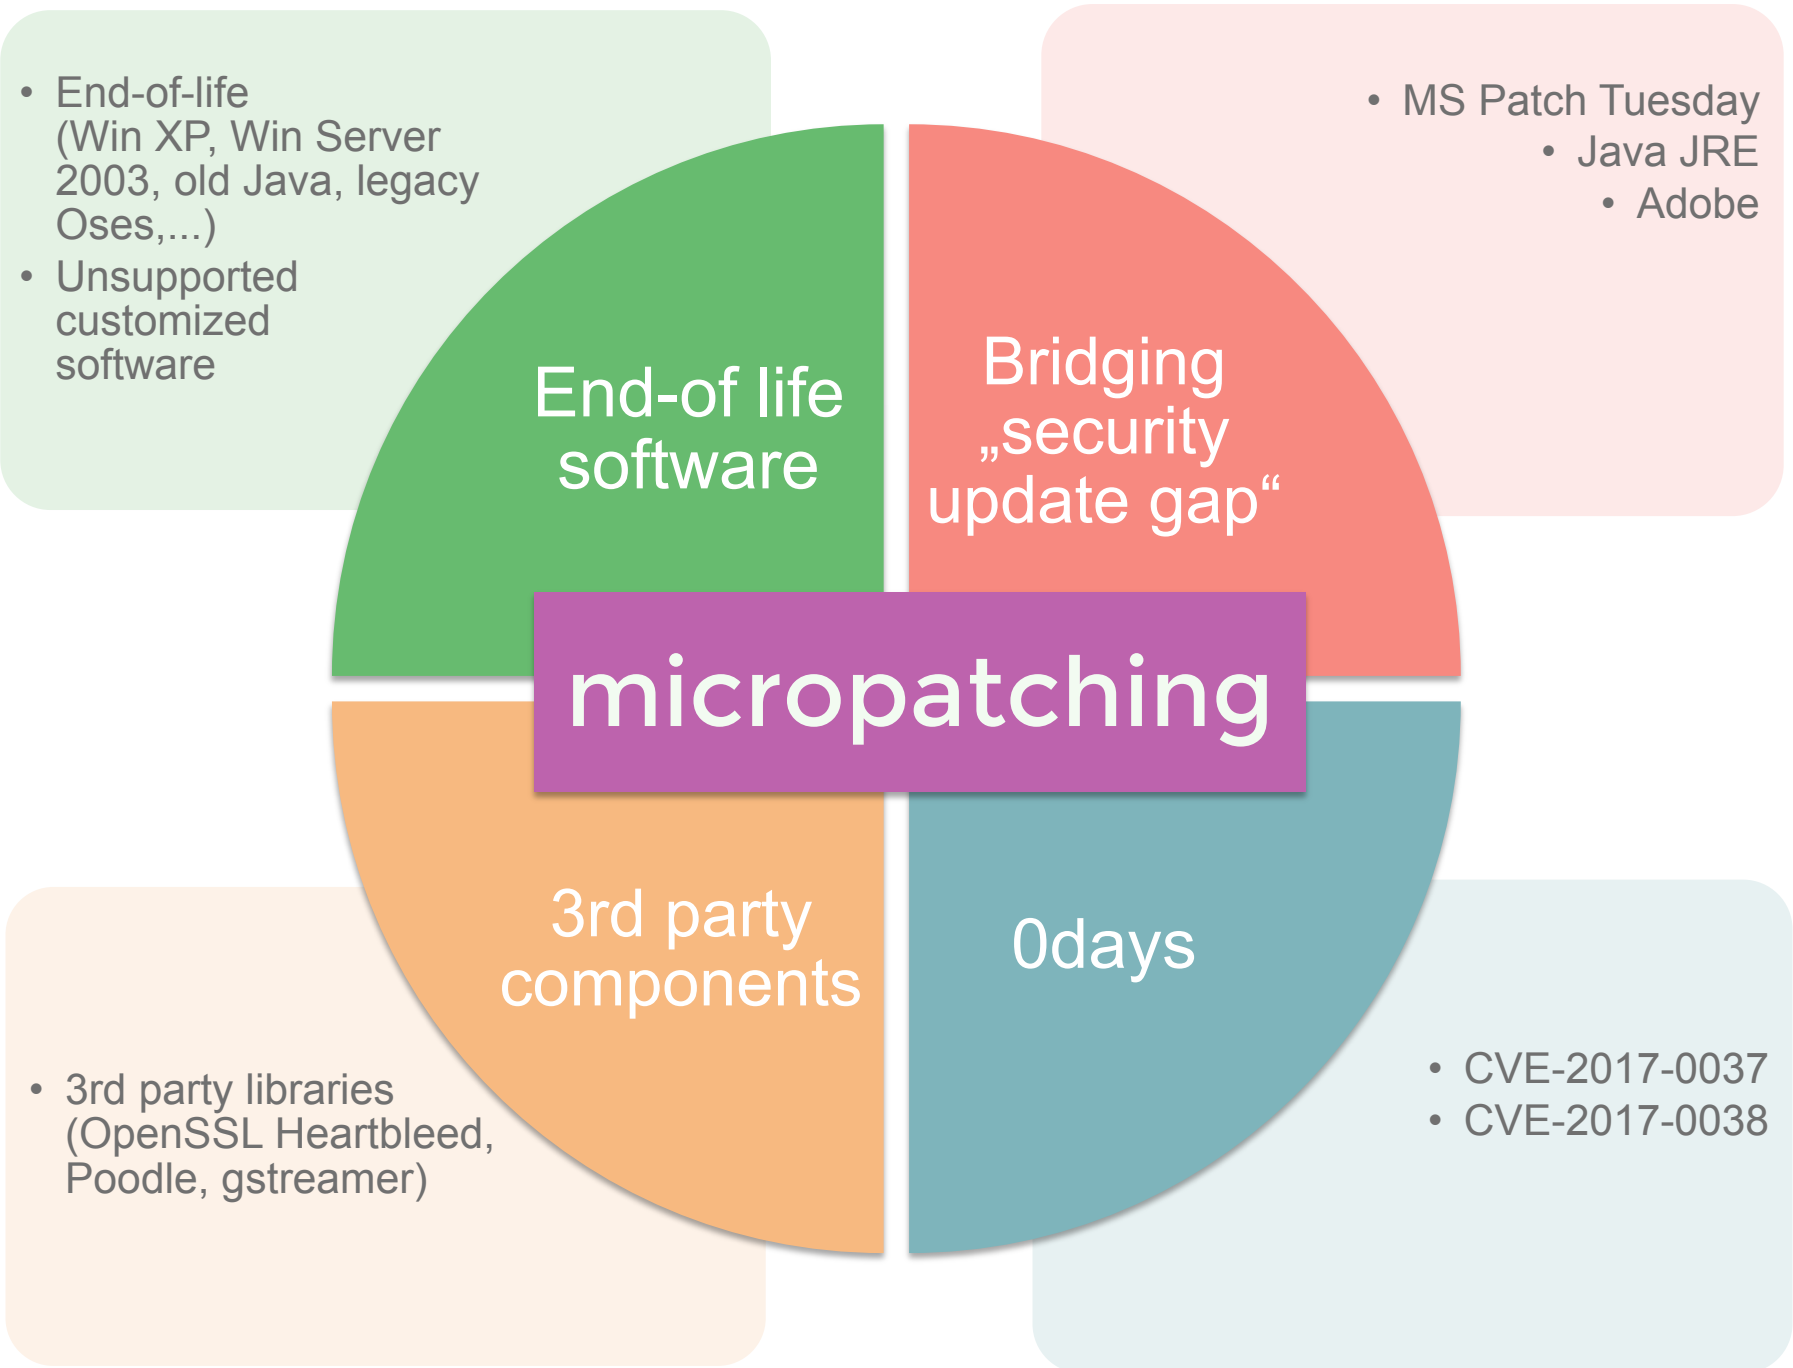 • End-of-life
(Win XP, Win Server
2003, old Java, legacy
Oses,...)
• Unsupported
customized
software
• MS Patch Tuesday
• Java JRE
• Adobe
End-of life
software
Bridging
„security
update gap“
micropatching
3rd party
components
0days
• 3rd party libraries
(OpenSSL Heartbleed,
Poodle, gstreamer)
• CVE-2017-0037
• CVE-2017-0038